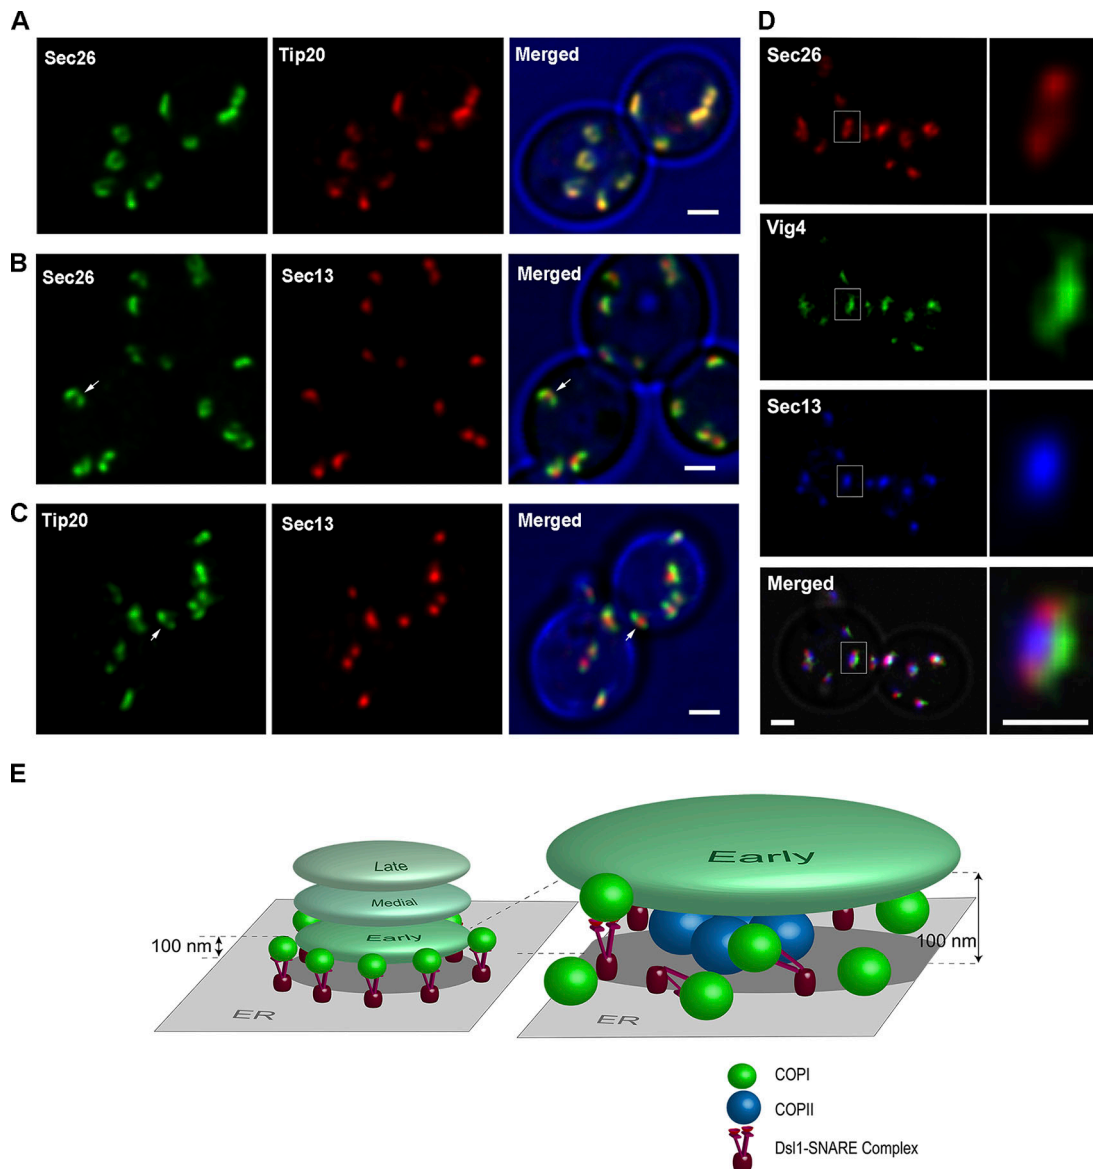 A
Sec26
Tip20
Merged
B
Sec26
Sec13
Merged
C
Tip20
Sec13
Merged
D
Sec26
Vig4
Sec13
Merged
E
Late
Medial
Early
100 nm
ER
Early
100 nm
ER
COPI
COPII
Dsl1-SNARE Complex